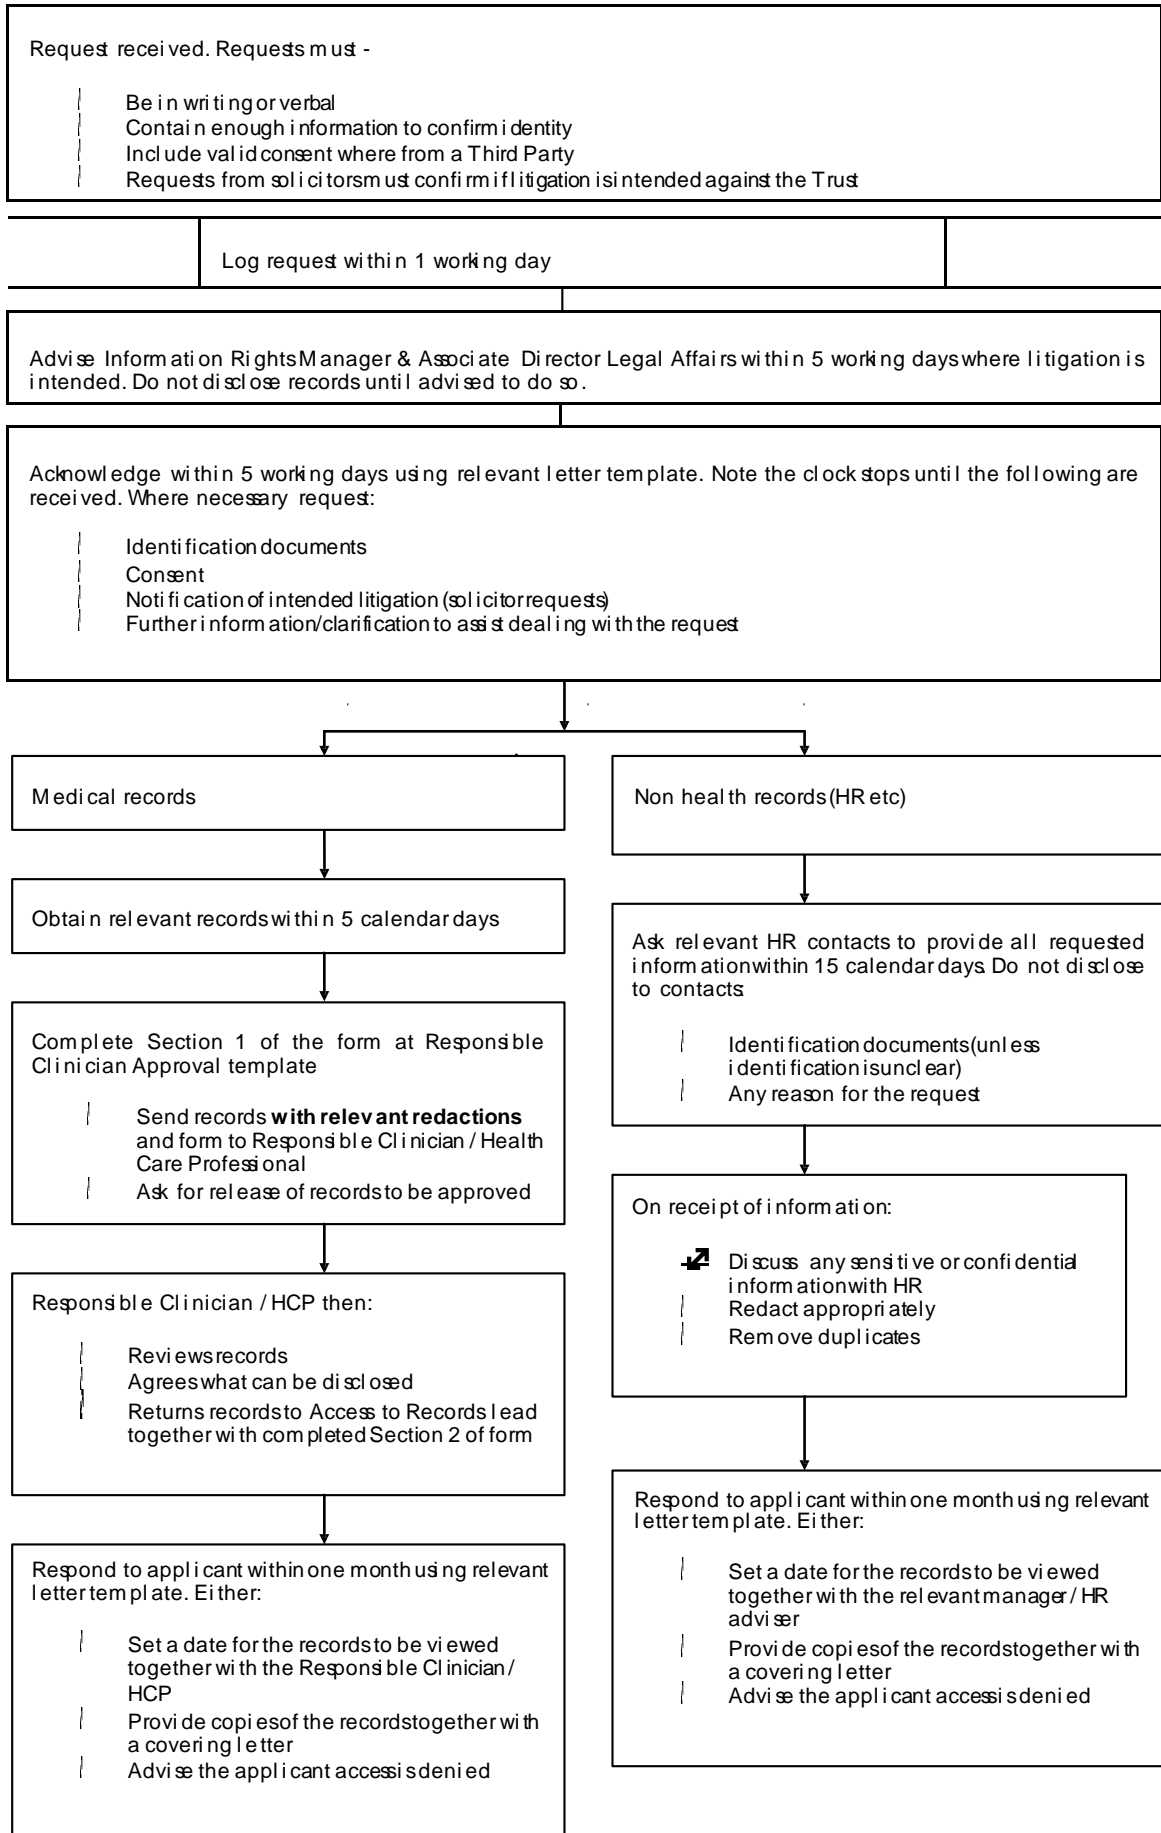 Request received. Requests must -
Be in writing or verbal
Contain enough information to confirm identity
Include valid consent where from a Third Party
Requests from solicitors must confirm if litigation is intended against the Trust
Log request within 1 working day
Advise Information Rights Manager & Associate Director Legal Affairs within 5 working days where litigation is
intended. Do not disclose records until advised to do so.
Acknowledge within 5 working days using relevant letter template. Note the clock stops until the following are
received. Where necessary request:
Identification documents
Consent
Notification of intended litigation (solicitor requests)
Further information/clarification to assist dealing with the request
Medical records
Obtain relevant records within 5 calendar days
Complete Section 1 of the form at Responsible
Clinician Approval template
Send records with relevant redactions
and form to Responsible Clinician / Health
Care Professional
Ask for release of records to be approved
Responsible Clinician / HCP then:
Reviews records
Agrees what can be disclosed
Returns records to Access to Records lead
together with completed Section 2 of form
Respond to applicant within one month using relevant
letter template. Either:
Set a date for the records to be viewed
together with the Responsible Clinician /
HCP
Provide copies of the records together with
a covering letter
Advise the applicant access is denied
Non health records (HR etc)
Ask relevant HR contacts to provide all requested
information within 15 calendar days. Do not disclose
to contacts:
Identification documents (unless
identification is unclear)
Any reason for the request
On receipt of information:
Discuss any sensitive or confidential
information with HR
Redact appropriately
Remove duplicates
Respond to applicant within one month using relevant
letter template. Either:
Set a date for the records to be viewed
together with the relevant manager / HR
adviser
Provide copies of the records together with
a covering letter
Advise the applicant access is denied